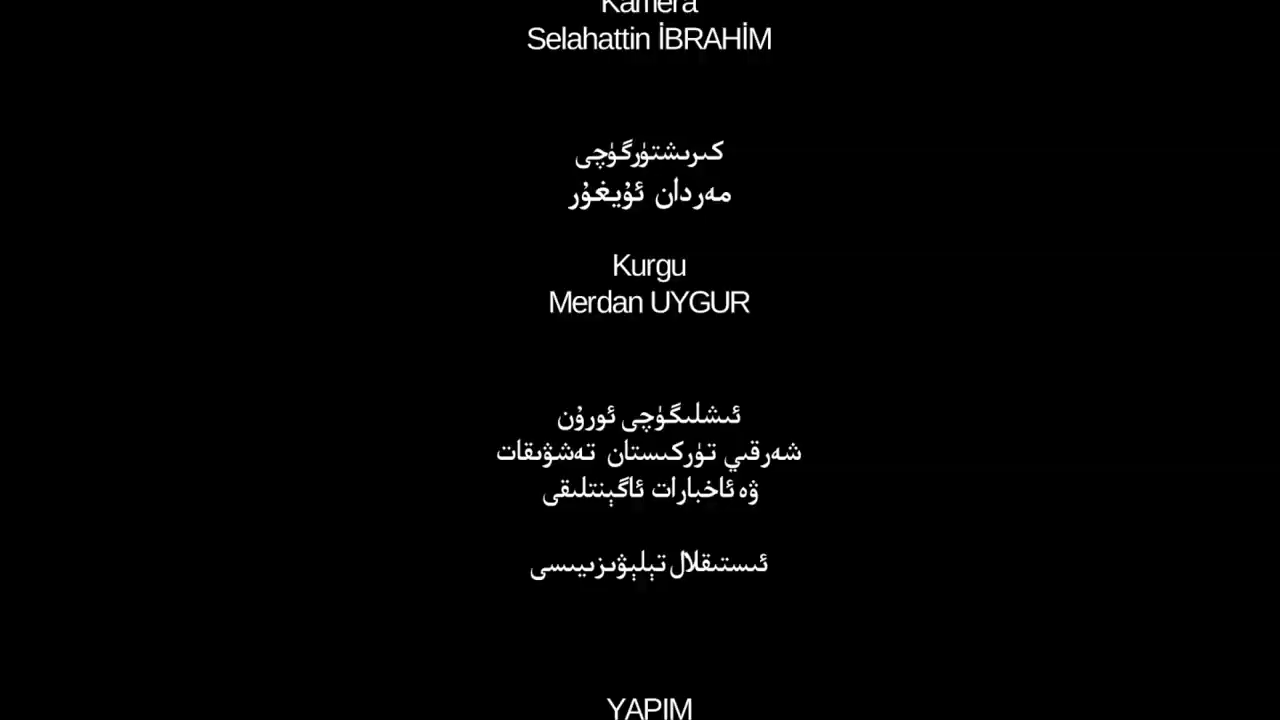 Kamera
Selahattin İBRAHİM
كىرىشتۈرگۈچى
مەردان ئۇيغۇر
Kurgu
Merdan UYGUR
ئىشلىگۈچى ئورۇن
شەرقىي تۈركىستان تەشۋىقات
ۋە ئاخبارات ئاگېنتلىقى
ئىستىقلال تېلېۋىزىيىسى
YAPIM